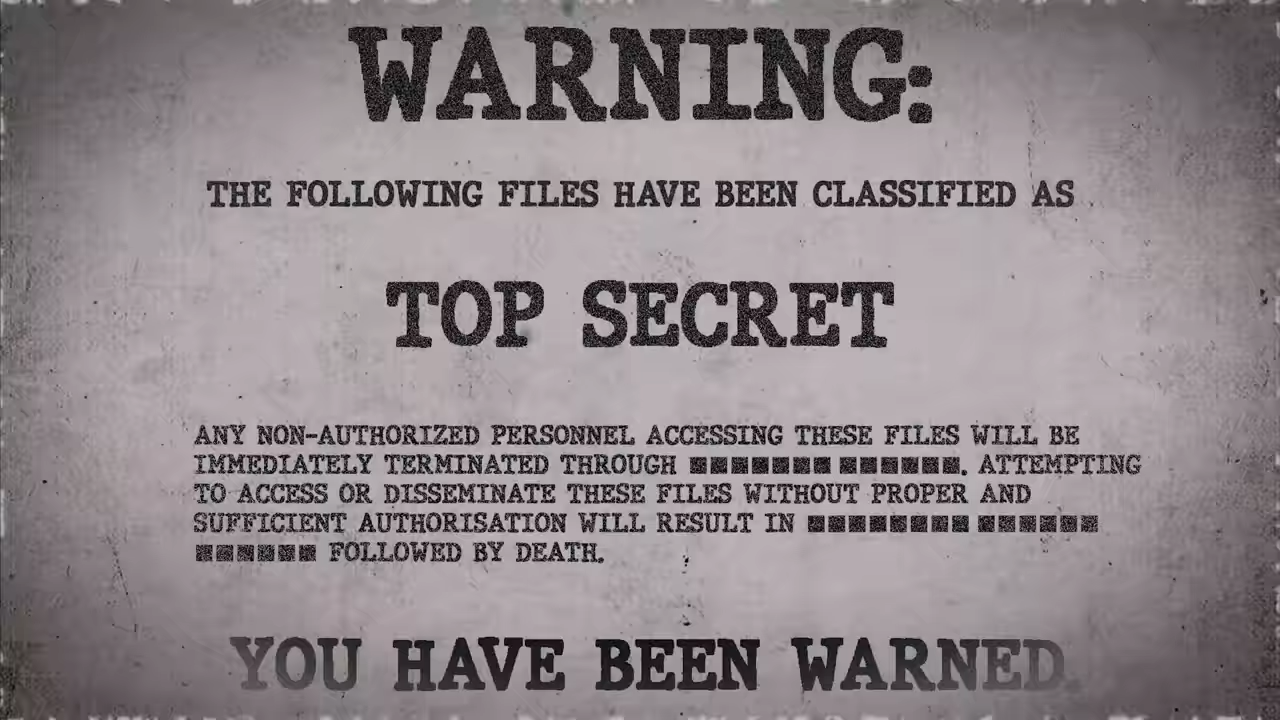 WARNING:
THE FOLLOWING FILES HAVE BEEN CLASSIFIED AS
TOP SECRET
ANY NON-AUTHORIZED PERSONNEL ACCESSING THESE FILES WILL BE
IMMEDIATELY TERMINATED THROUGH ■■■■■■■ ■■■■■■. ATTEMPTING
TO ACCESS OR DISSEMINATE THESE FILES WITHOUT PROPER AND
SUFFICIENT AUTHORISATION WILL RESULT IN ■■■■■■■■ ■■■■■■
■■■■■■ FOLLOWED BY DEATH.
YOU HAVE BEEN WARNED.